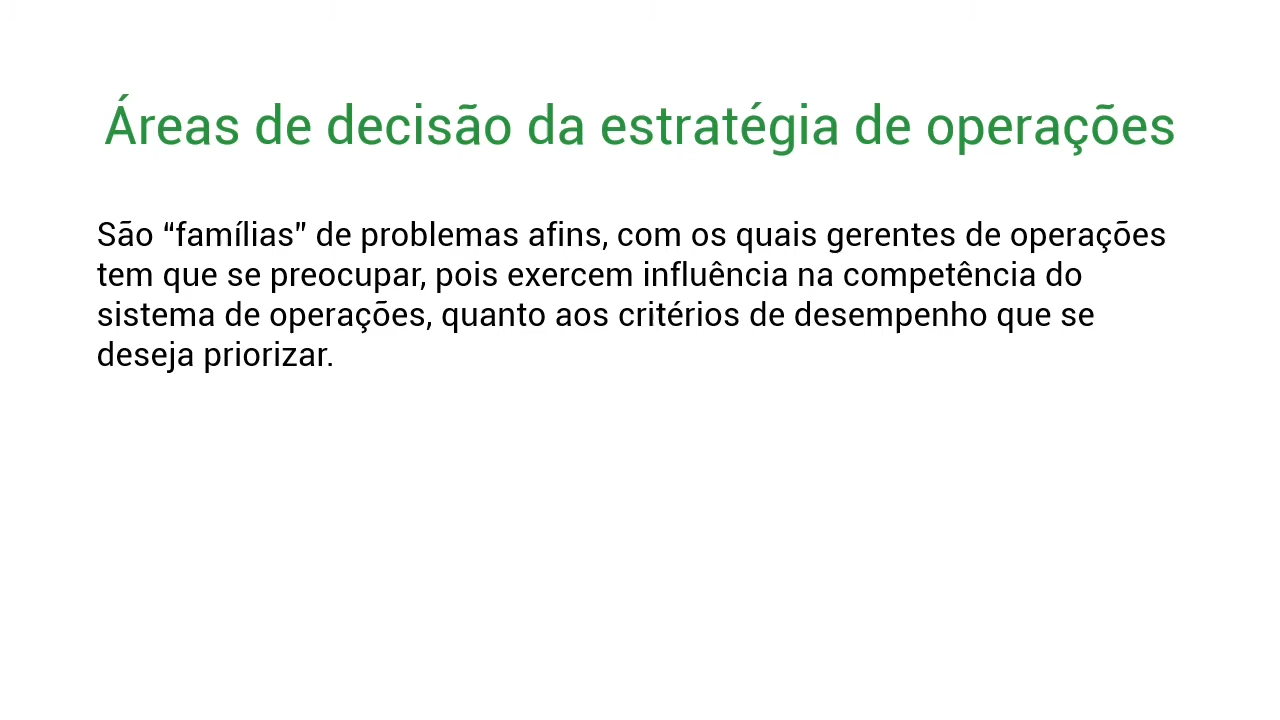 Áreas de decisão da estratégia de operações
São “famílias” de problemas afins, com os quais gerentes de operações
tem que se preocupar, pois exercem influência na competência do
sistema de operações, quanto aos critérios de desempenho que se
deseja priorizar.